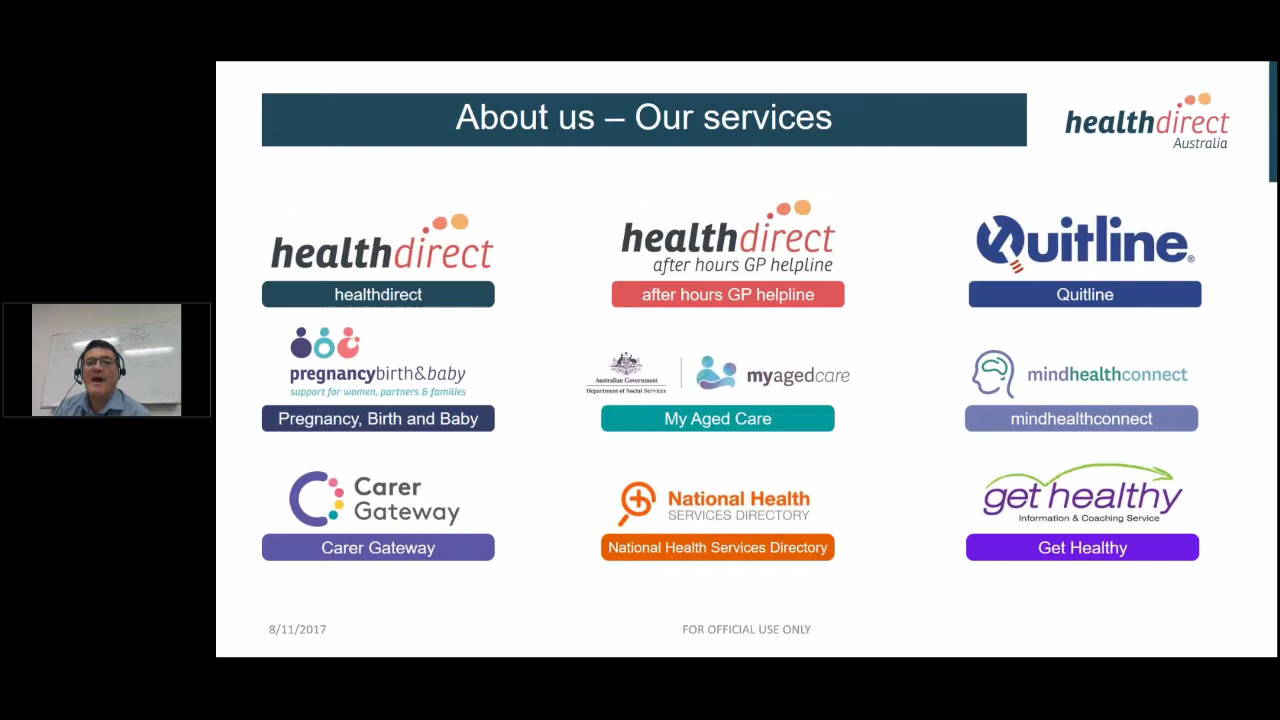 About us – Our services
healthdirect
Australia
healthdirect
healthdirect
after hours GP helpline
Quitline®
healthdirect
after hours GP helpline
Quitline
pregnancybirth&baby
support for women, partners & families
Australian Government
Department of Social Services
myagedcare
mindhealthconnect
Pregnancy, Birth and Baby
My Aged Care
mindhealthconnect
Carer
Gateway
National Health
SERVICES DIRECTORY
get healthy
Information & Coaching Service
Carer Gateway
National Health Services Directory
Get Healthy
8/11/2017
FOR OFFICIAL USE ONLY